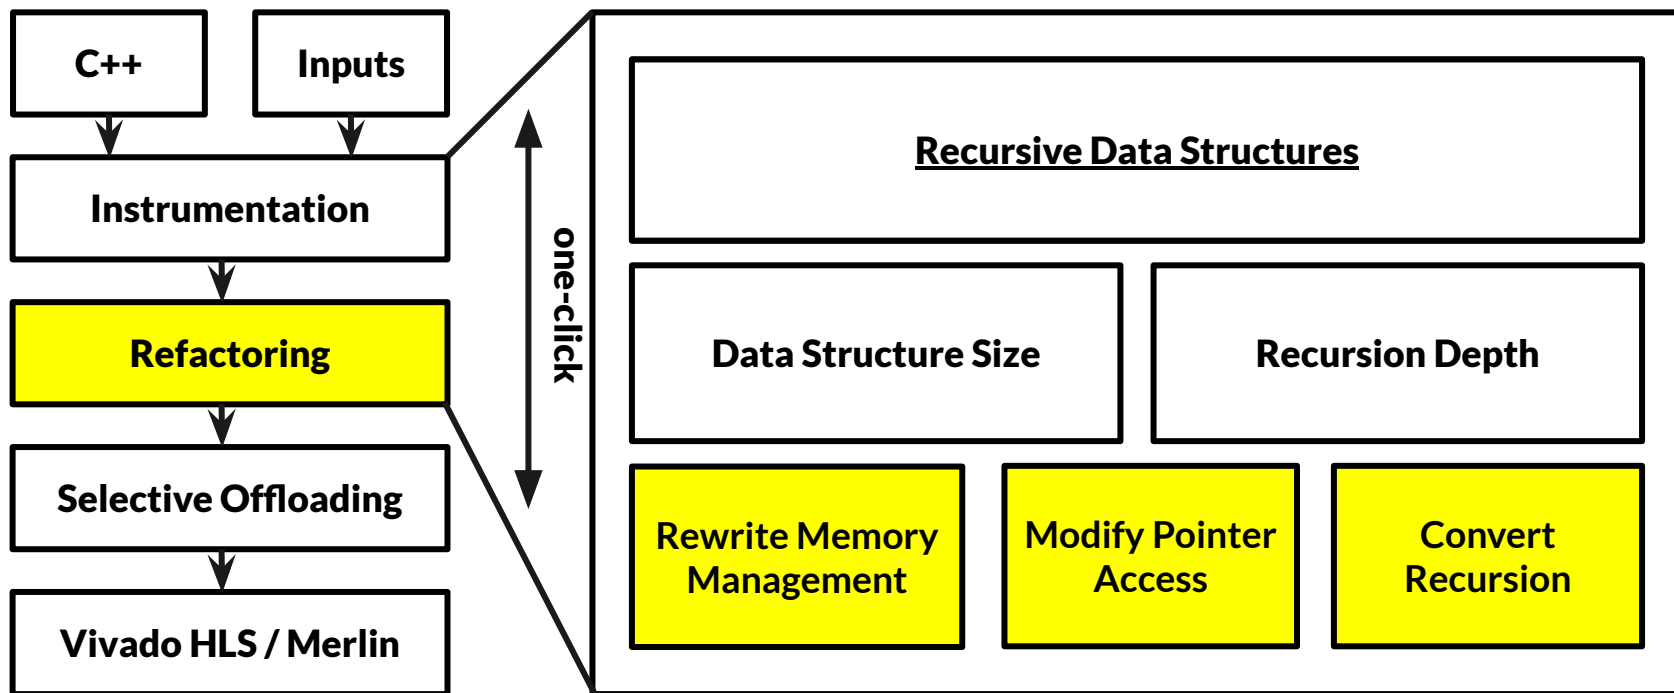 C++
Inputs
Instrumentation
Refactoring
Selective Offloading
Vivado HLS / Merlin
one-click
Recursive Data Structures
Data Structure Size
Recursion Depth
Rewrite Memory
Management
Modify Pointer
Access
Convert
Recursion